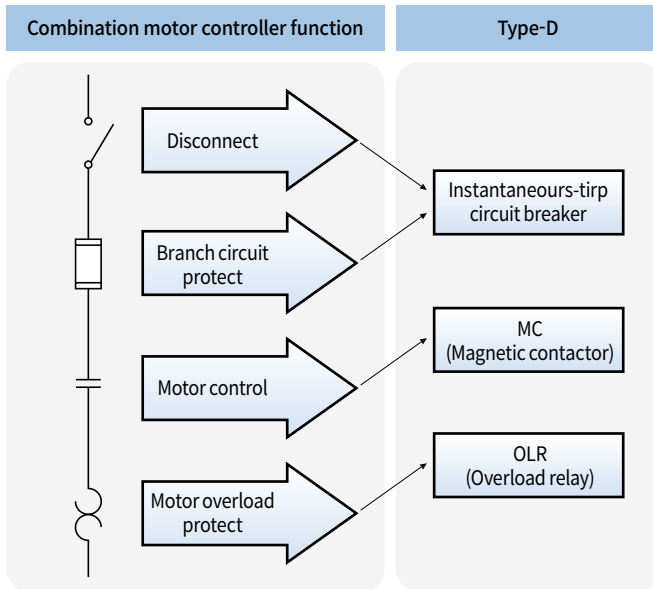 Combination motor controller function
Type-D
Disconnect
Instantaneours-tirp
circuit breaker
Branch circuit
protect
MC
(Magnetic contactor)
Motor control
OLR
(Overload relay)
Motor overload
protect